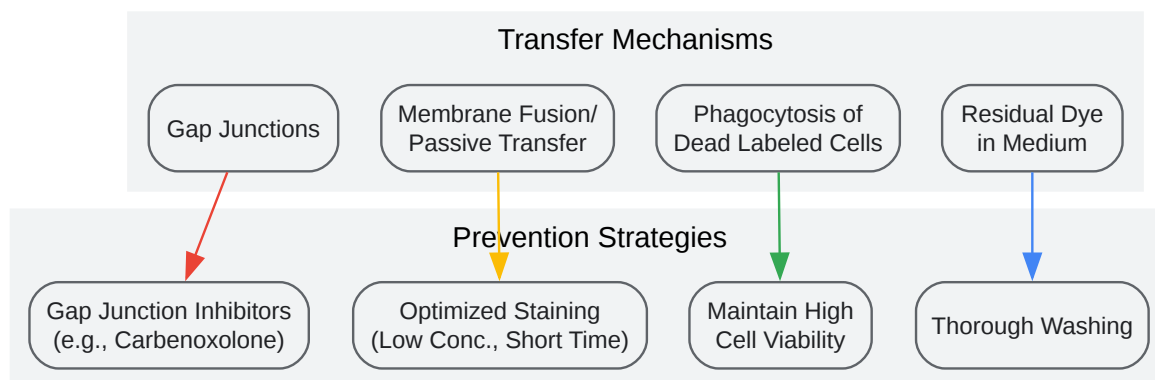 Transfer Mechanisms
Gap Junctions
Membrane Fusion/
Passive Transfer
Phagocytosis of
Dead Labeled Cells
Residual Dye
in Medium
Prevention Strategies
Gap Junction Inhibitors
(e.g., Carbenoxolone)
Optimized Staining
(Low Conc., Short Time)
Maintain High
Cell Viability
Thorough Washing